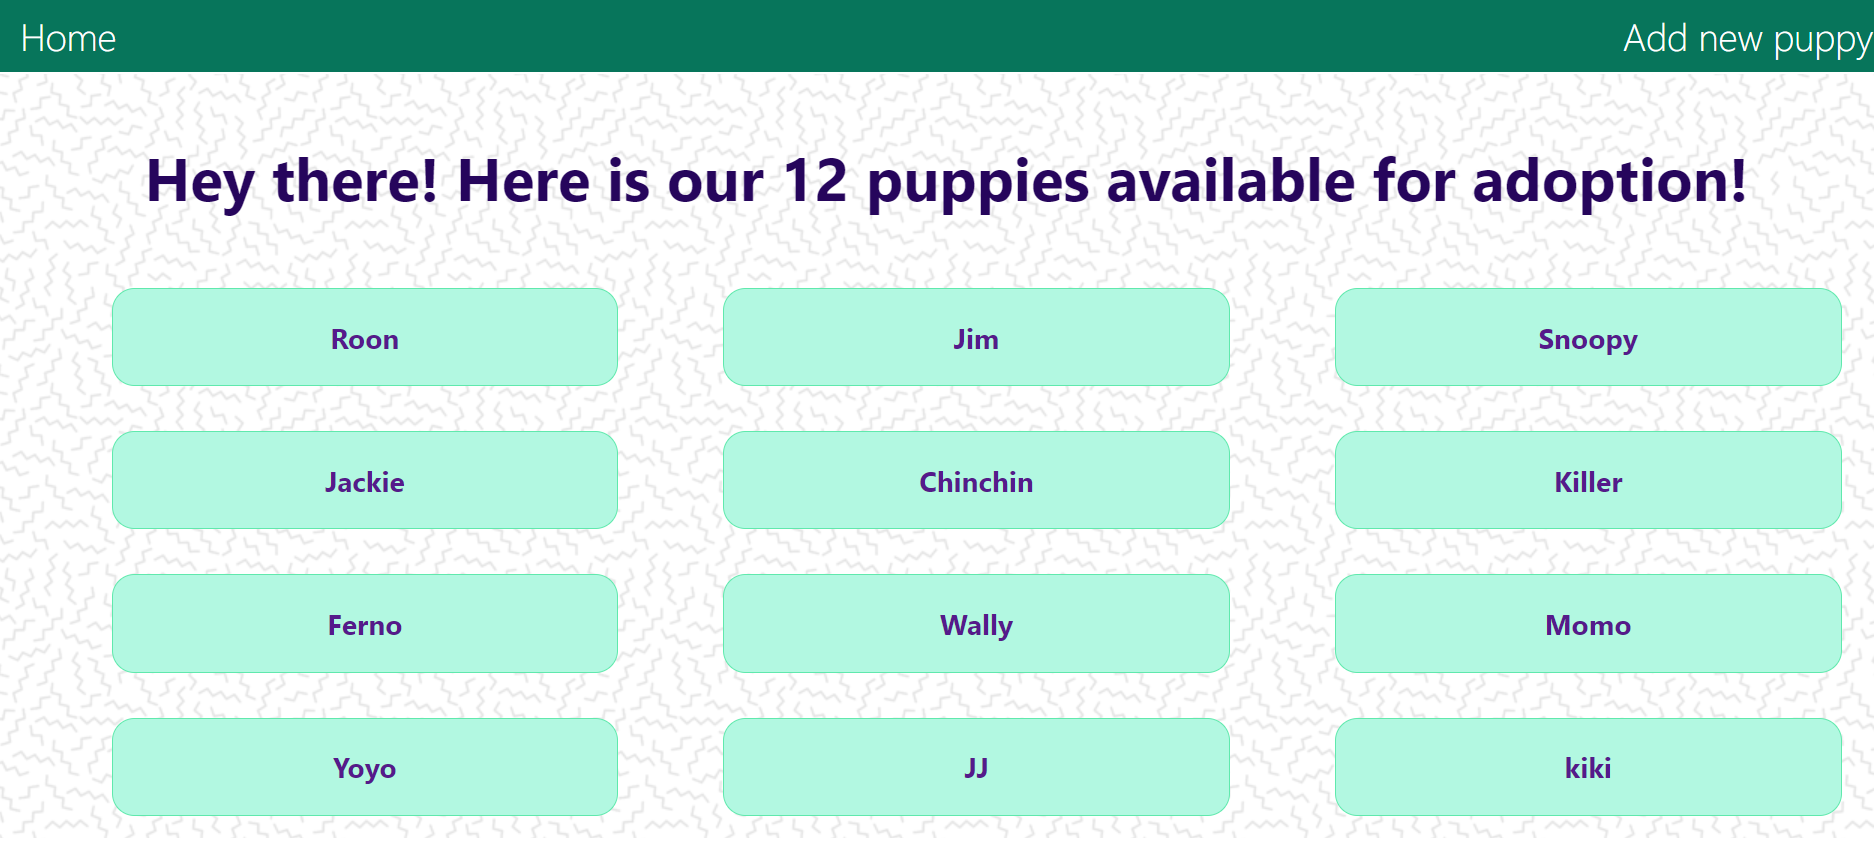 Home Add new puppy
Hey there! Here is our 12 puppies available for adoption!
Roon Jim Snoopy
Jackie Chinchin Killer
Ferno Wally Momo
Yoyo JJ kiki